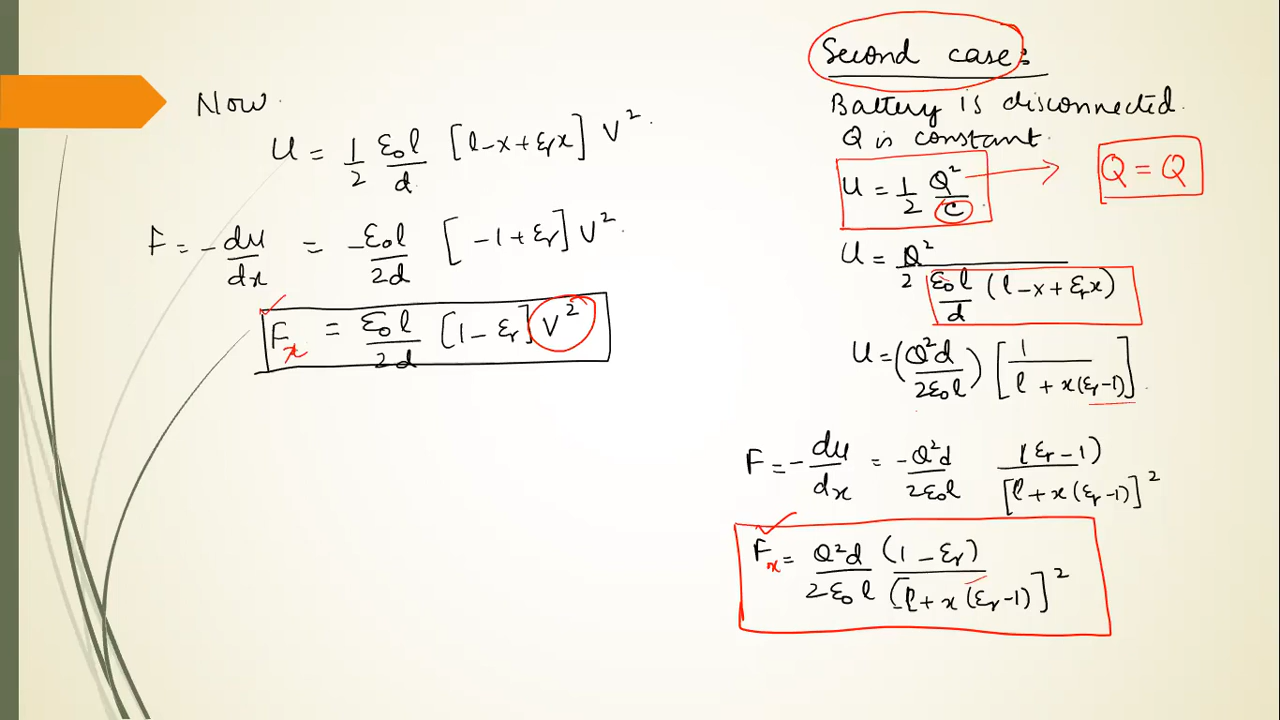 Now
U = 1/2 ε₀l/d [l-x+εᵣx] V²
F = -du/dx = -ε₀l/2d [-1+εᵣ] V²
Fₓ = ε₀l/2d [1-εᵣ] V²
Second case:
Battery is disconnected.
Q is constant.
U = 1/2 Q²/C → Q = Q
U = Q²/2 ε₀l/d (l-x+εᵣx)
U = (Q²d/2ε₀l) [1/l + x(εᵣ-1)]
F = -du/dx = -Q²d/2ε₀l (εᵣ-1)/[l+x(εᵣ-1)]²
Fₓ = Q²d/2ε₀l (1-εᵣ)/[l+x(εᵣ-1)]²